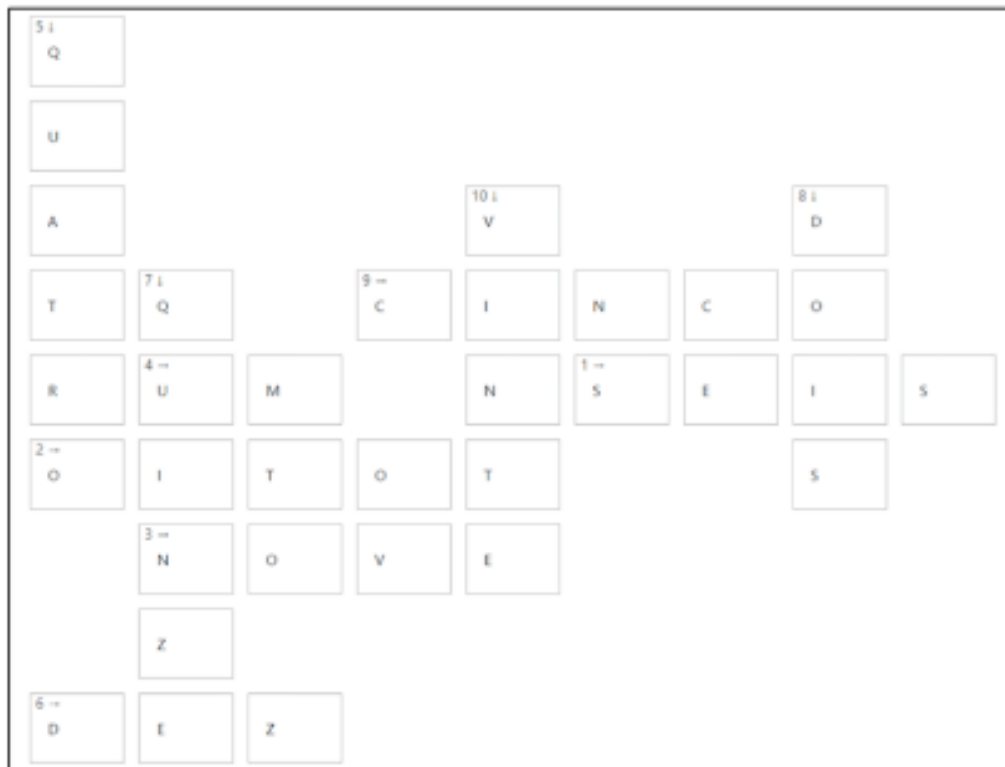 5 ↓
Q
U
A 10 ↓ V 8 ↓ D
T 7 ↓ Q 9 → C I N C O
R 4 → U M N 1 → S E I S
2 → O I T O T S
3 → N O V E
Z
6 → D E Z